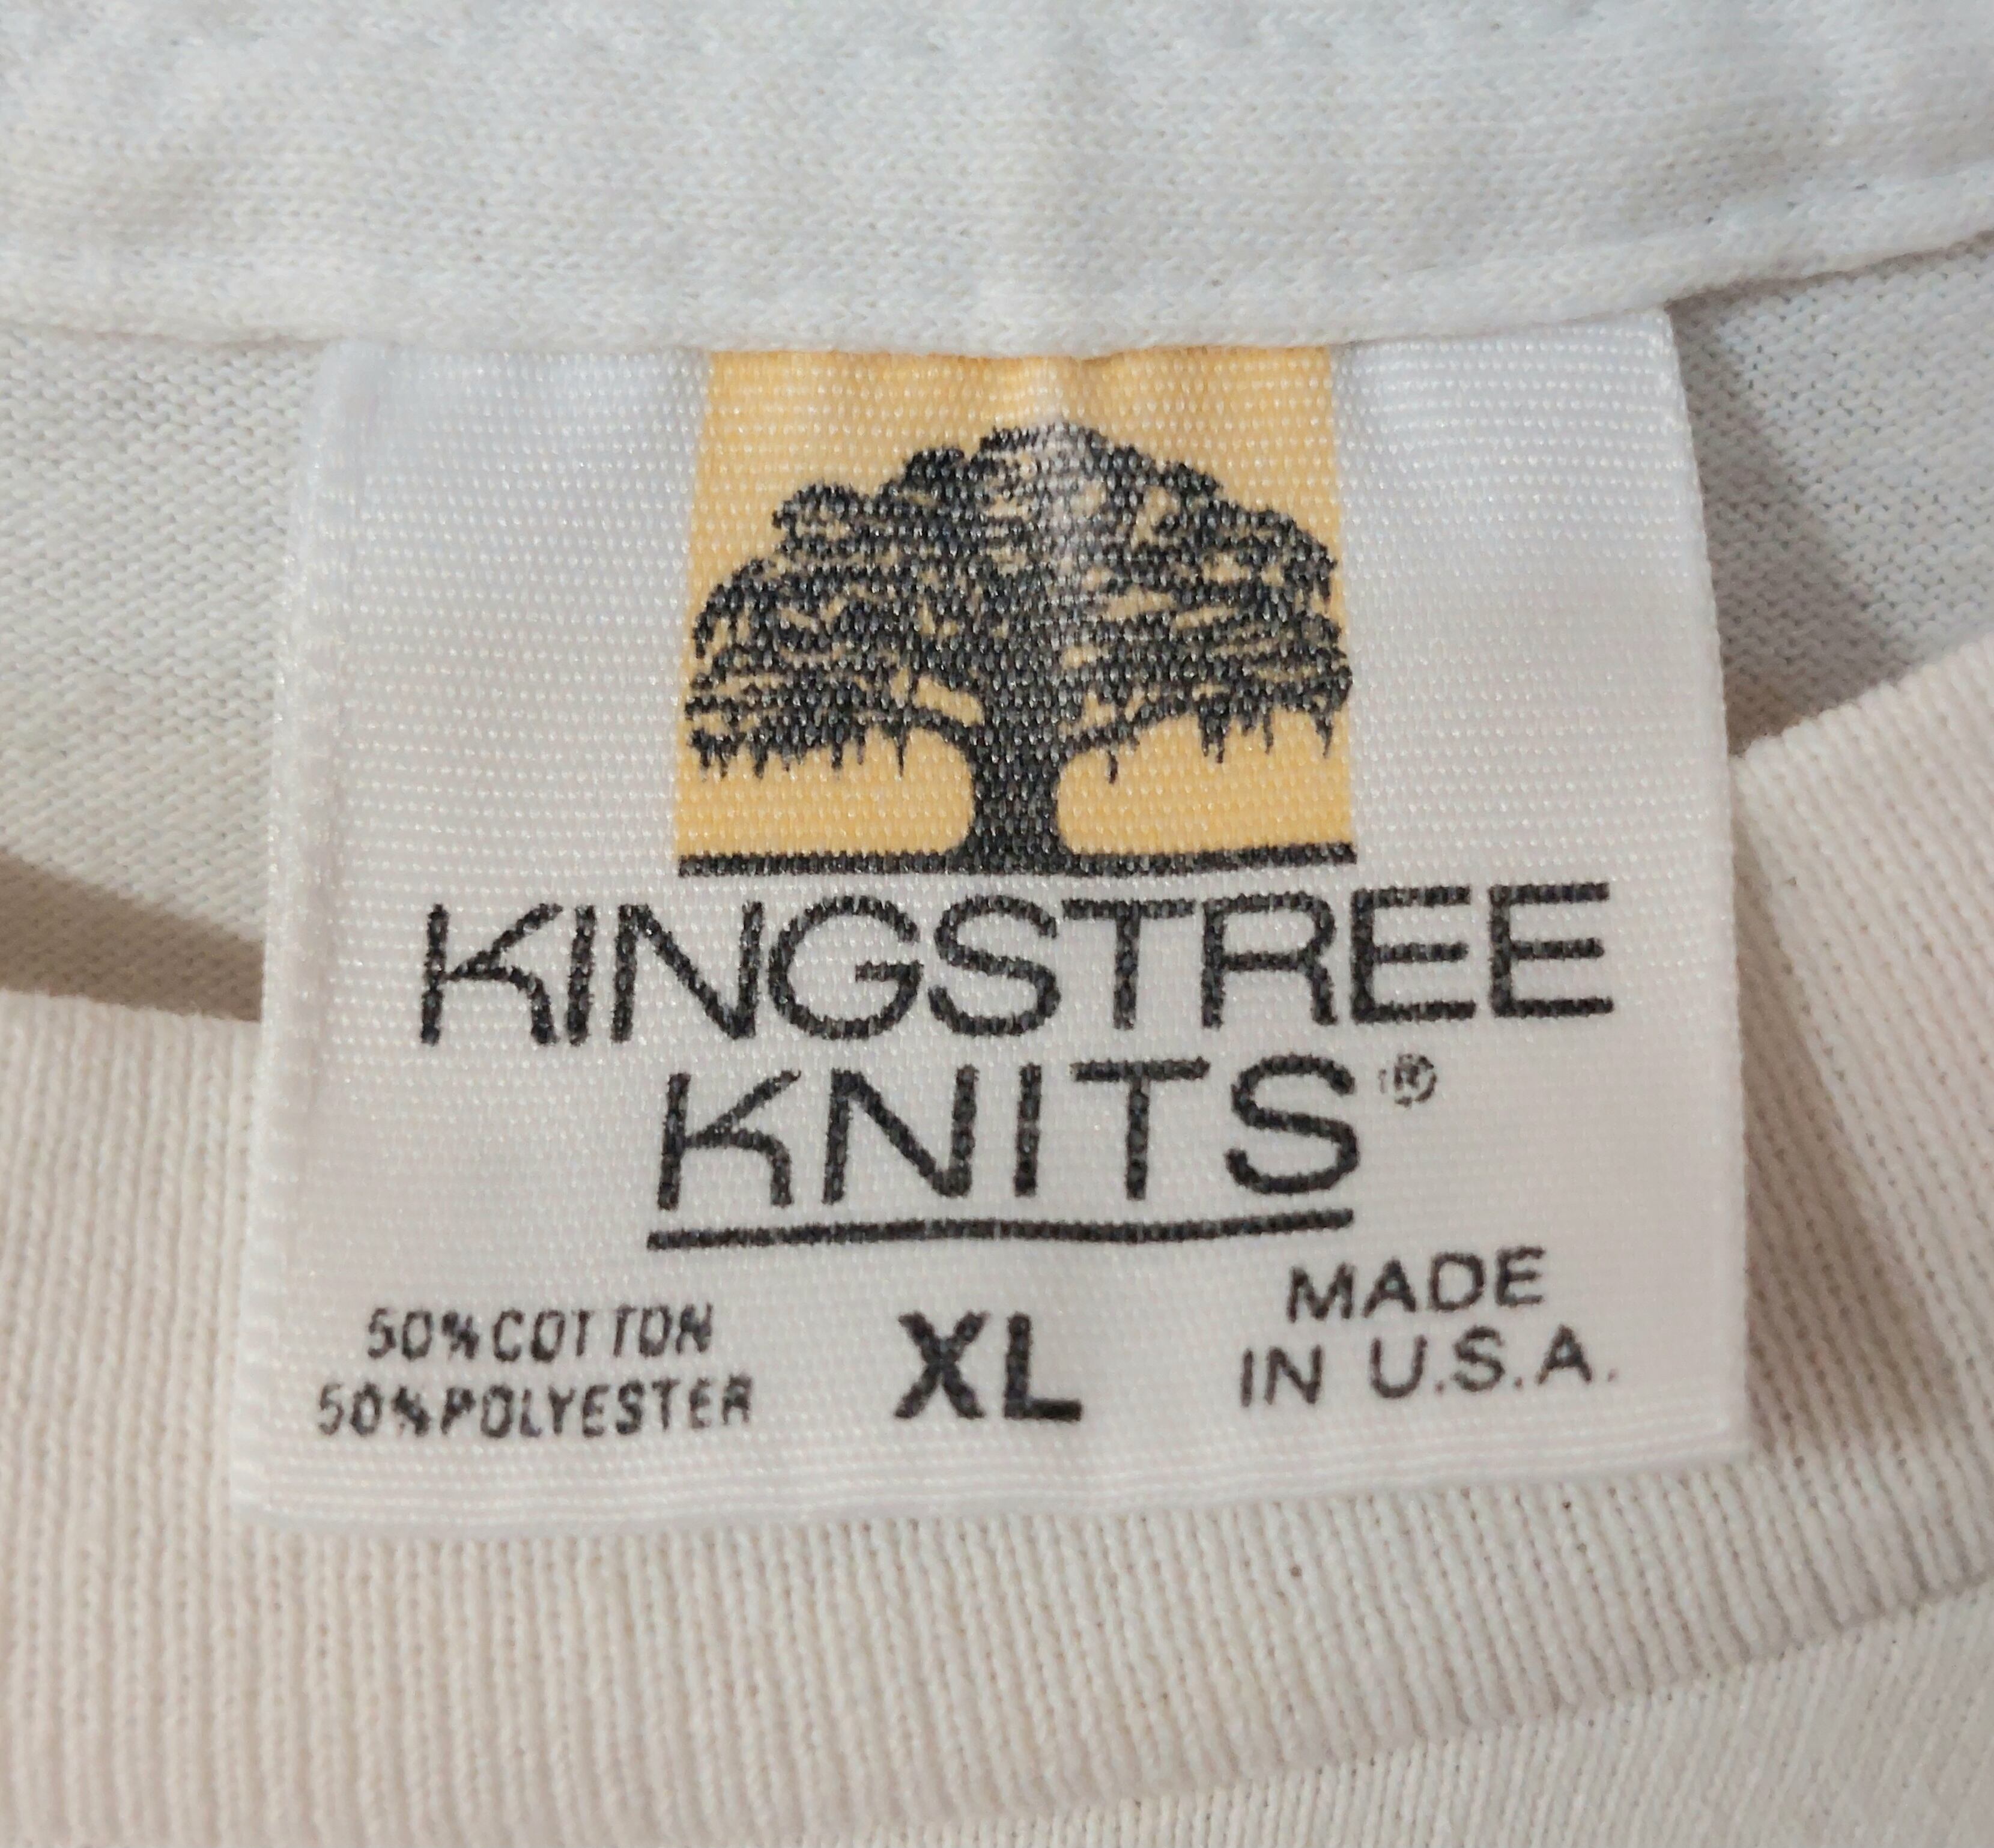 KINGSTREE
KNITS®
50% COTTON
50% POLYESTER
XL
MADE
IN U.S.A.